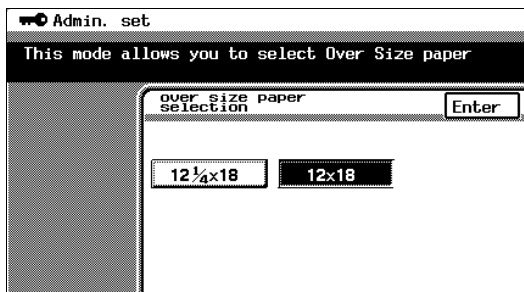 Admin. set
This mode allows you to select Over Size paper
over size paper
selection
Enter
12¼x18
12x18